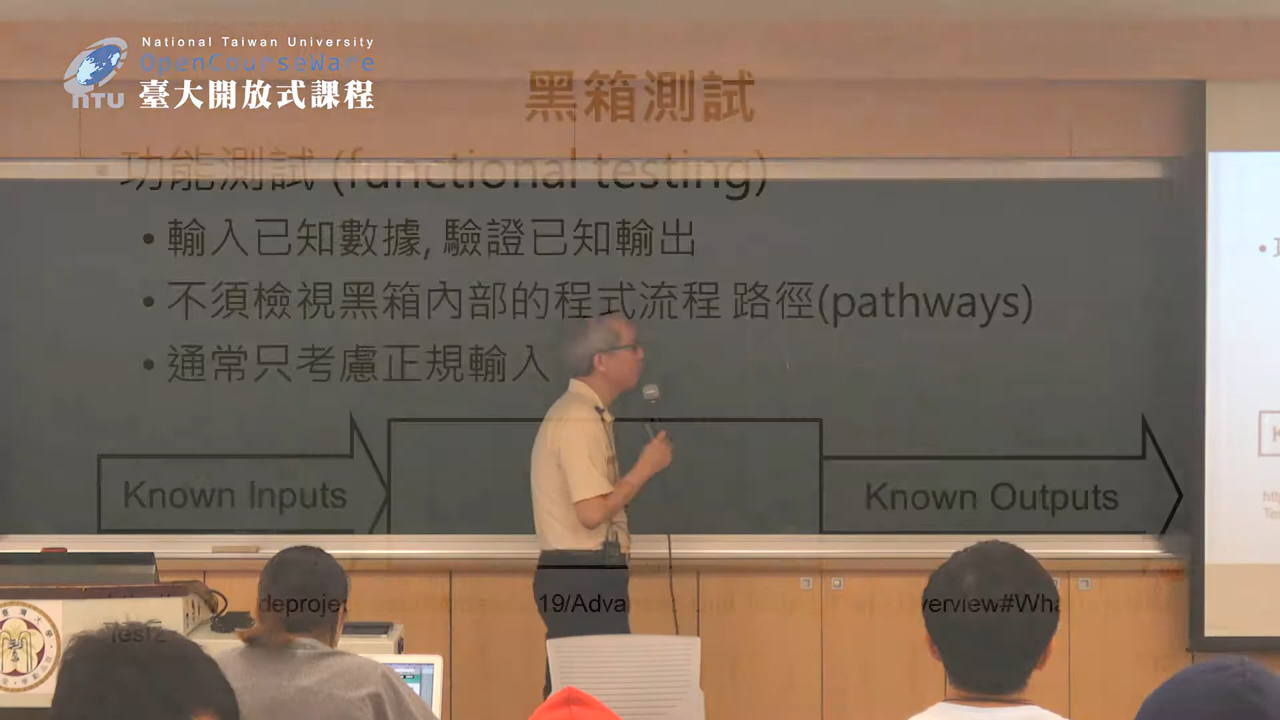 National Taiwan University
OpenCourseWare
NTU 臺大開放式課程
黑箱測試
• 功能測試 (functional testing)
• 輸入已知數據, 驗證已知輸出
• 不須檢視黑箱內部的程式流程 路徑(pathways)
• 通常只考慮正規輸入
Known Inputs
Known Outputs